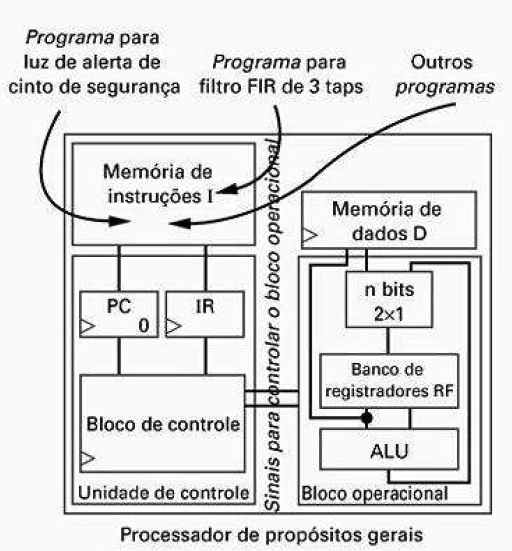 Programa para
luz de alerta de
cinto de segurança
Programa para
filtro FIR de 3 taps
Outros
programas
Memória de
instruções I
Sinais para controlar o bloco operacional
Memória de
dados D
PC
0
IR
n bits
2×1
Banco de
registradores RF
Bloco de controle
ALU
Unidade de controle
Bloco operacional
Processador de propósitos gerais